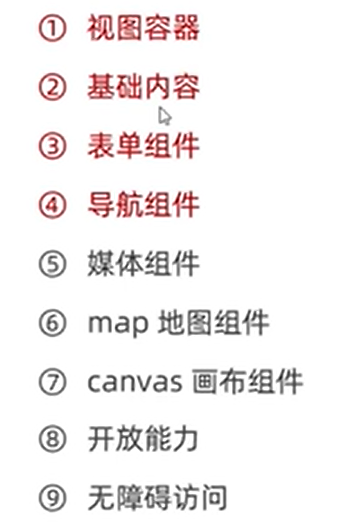 ① 视图容器
② 基础内容
③ 表单组件
④ 导航组件
⑤ 媒体组件
⑥ map 地图组件
⑦ canvas 画布组件
⑧ 开放能力
⑨ 无障碍访问